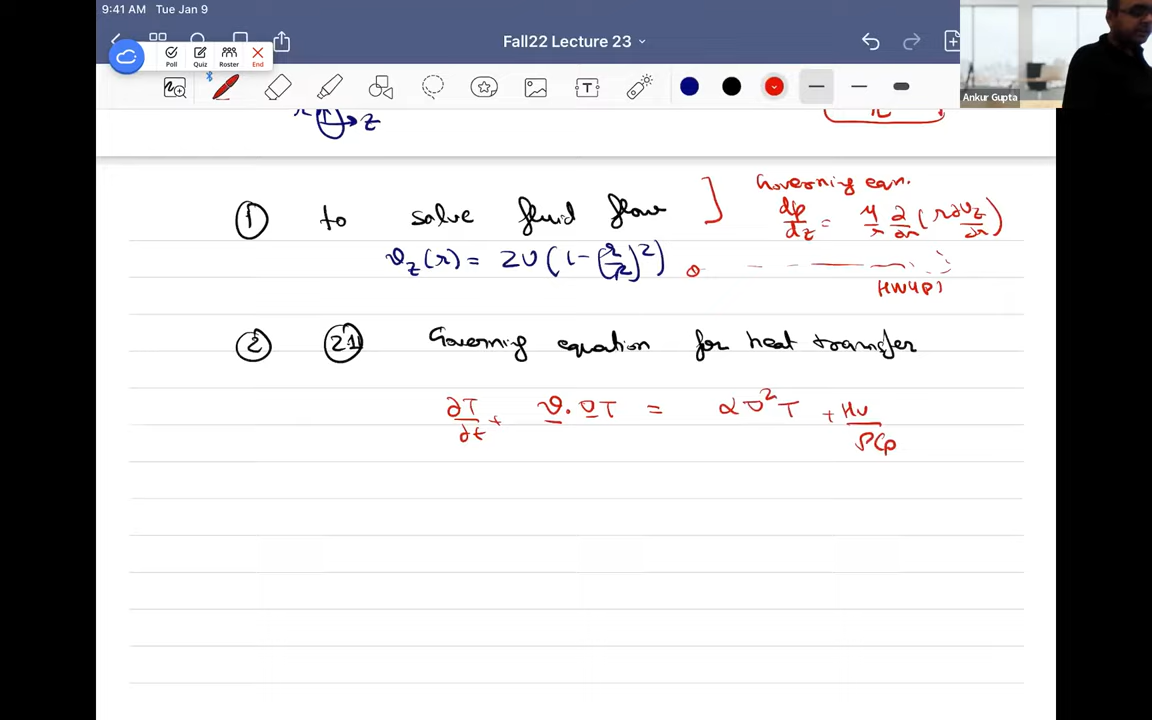 9:41 AM Tue Jan 9
Poll Quiz Roster End
Fall22 Lecture 23
Ankur Gupta
z
① to solve fluid flow ] Governing eqn.
dp/dz = μ/r ∂/∂r (r ∂v_z/∂r)
v_z(r) = 2U (1 - (r/R)^2)
HW4P1
② 2.1 Governing equation for heat transfer
∂T/∂t + v · ∇T = α∇²T + Hv/ρCp